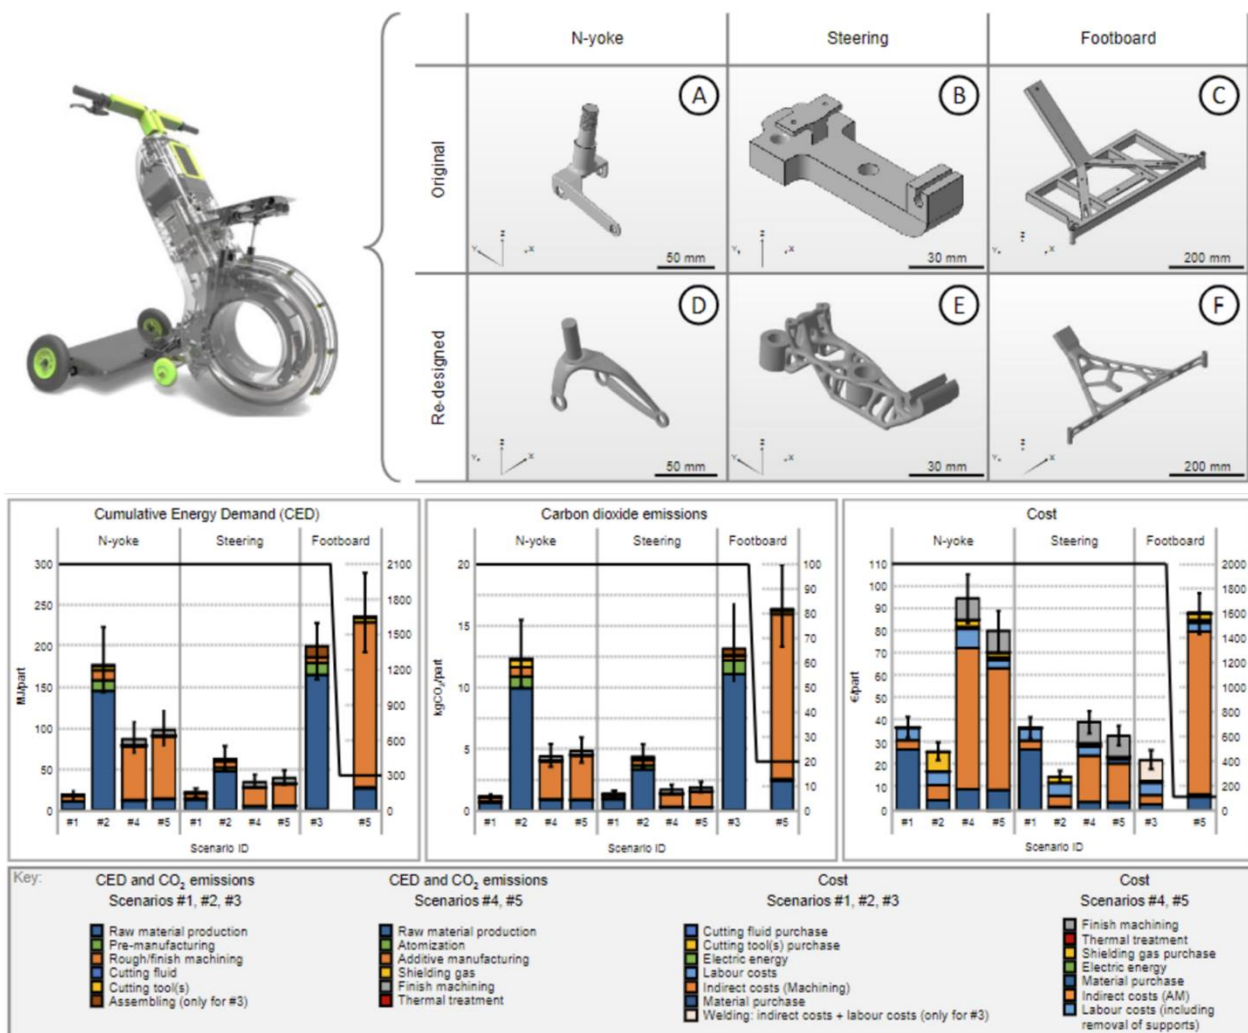 N-yoke Steering Footboard
Original
A
B
C
Z
Y X
50 mm
Z
Y X
30 mm
Z
Y X
200 mm
Re-designed
D
E
F
Z
Y X
50 mm
Z
Y X
30 mm
Z
Y X
200 mm
Cumulative Energy Demand (CED)
N-yoke Steering Footboard
MJ/part
300
250
200
150
100
50
0
2100
1800
1500
1200
900
600
300
0
#1 #2 #4 #5 #1 #2 #4 #5 #3 #5
Scenario ID
Carbon dioxide emissions
N-yoke Steering Footboard
kgCO₂/part
20
15
10
5
0
100
90
80
70
60
50
40
30
20
10
0
#1 #2 #4 #5 #1 #2 #4 #5 #3 #5
Scenario ID
Cost
N-yoke Steering Footboard
€/part
110
100
90
80
70
60
50
40
30
20
10
0
2000
1800
1600
1400
1200
1000
800
600
400
200
0
#1 #2 #4 #5 #1 #2 #4 #5 #3 #5
Scenario ID
Key:
CED and CO₂ emissions
Scenarios #1, #2, #3
Raw material production
Pre-manufacturing
Rough/finish machining
Cutting fluid
Cutting tool(s)
Assembling (only for #3)
CED and CO₂ emissions
Scenarios #4, #5
Raw material production
Atomization
Additive manufacturing
Shielding gas
Finish machining
Thermal treatment
Cost
Scenarios #1, #2, #3
Cutting fluid purchase
Cutting tool(s) purchase
Electric energy
Labour costs
Indirect costs (Machining)
Material purchase
Welding: indirect costs + labour costs (only for #3)
Cost
Scenarios #4, #5
Finish machining
Thermal treatment
Shielding gas purchase
Electric energy
Material purchase
Indirect costs (AM)
Labour costs (including
removal of supports)